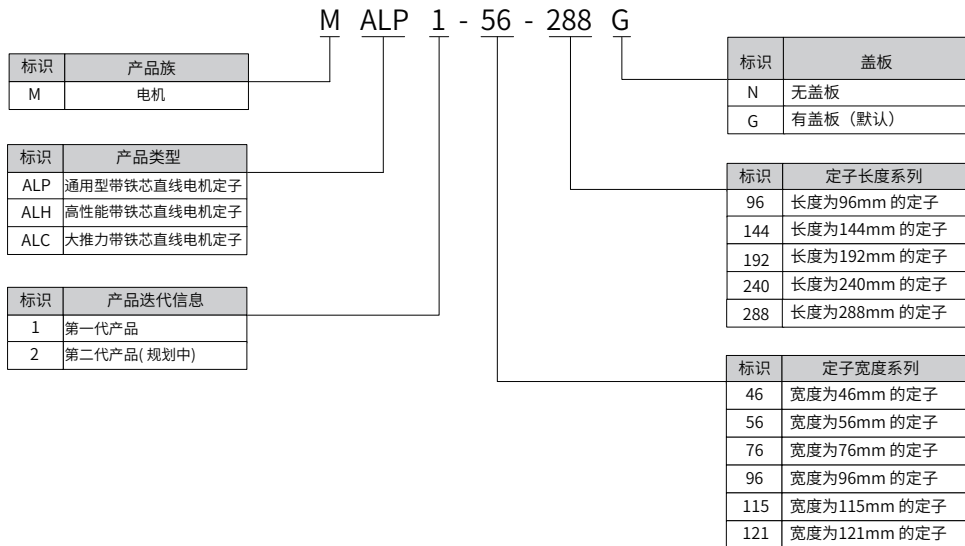 M ALP 1 - 56 - 288 G
标识 产品族
M 电机
标识 产品类型
ALP 通用型带铁芯直线电机定子
ALH 高性能带铁芯直线电机定子
ALC 大推力带铁芯直线电机定子
标识 产品迭代信息
1 第一代产品
2 第二代产品( 规划中)
标识 盖板
N 无盖板
G 有盖板（默认）
标识 定子长度系列
96 长度为96mm 的定子
144 长度为144mm 的定子
192 长度为192mm 的定子
240 长度为240mm 的定子
288 长度为288mm 的定子
标识 定子宽度系列
46 宽度为46mm 的定子
56 宽度为56mm 的定子
76 宽度为76mm 的定子
96 宽度为96mm 的定子
115 宽度为115mm 的定子
121 宽度为121mm 的定子